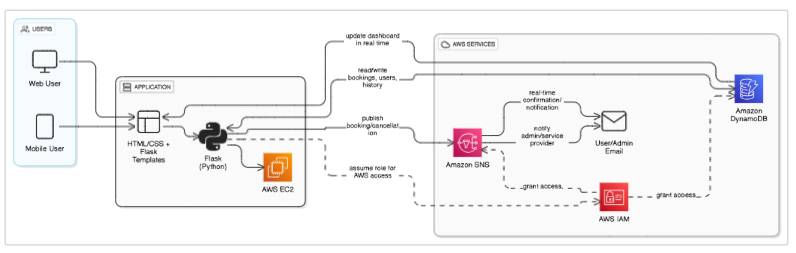 USERS
Web User
Mobile User
APPLICATION
HTML/CSS +
Flask
Templates
Flask
(Python)
AWS EC2
update dashboard
in real time
read/write
bookings, users,
history
publish
booking/cancellat
ion
assume role for
AWS access
AWS SERVICES
real-time
confirmation/
notification
notify
admin/service
provider
Amazon SNS
User/Admin
Email
Amazon
DynamoDB
grant access
grant access
AWS IAM